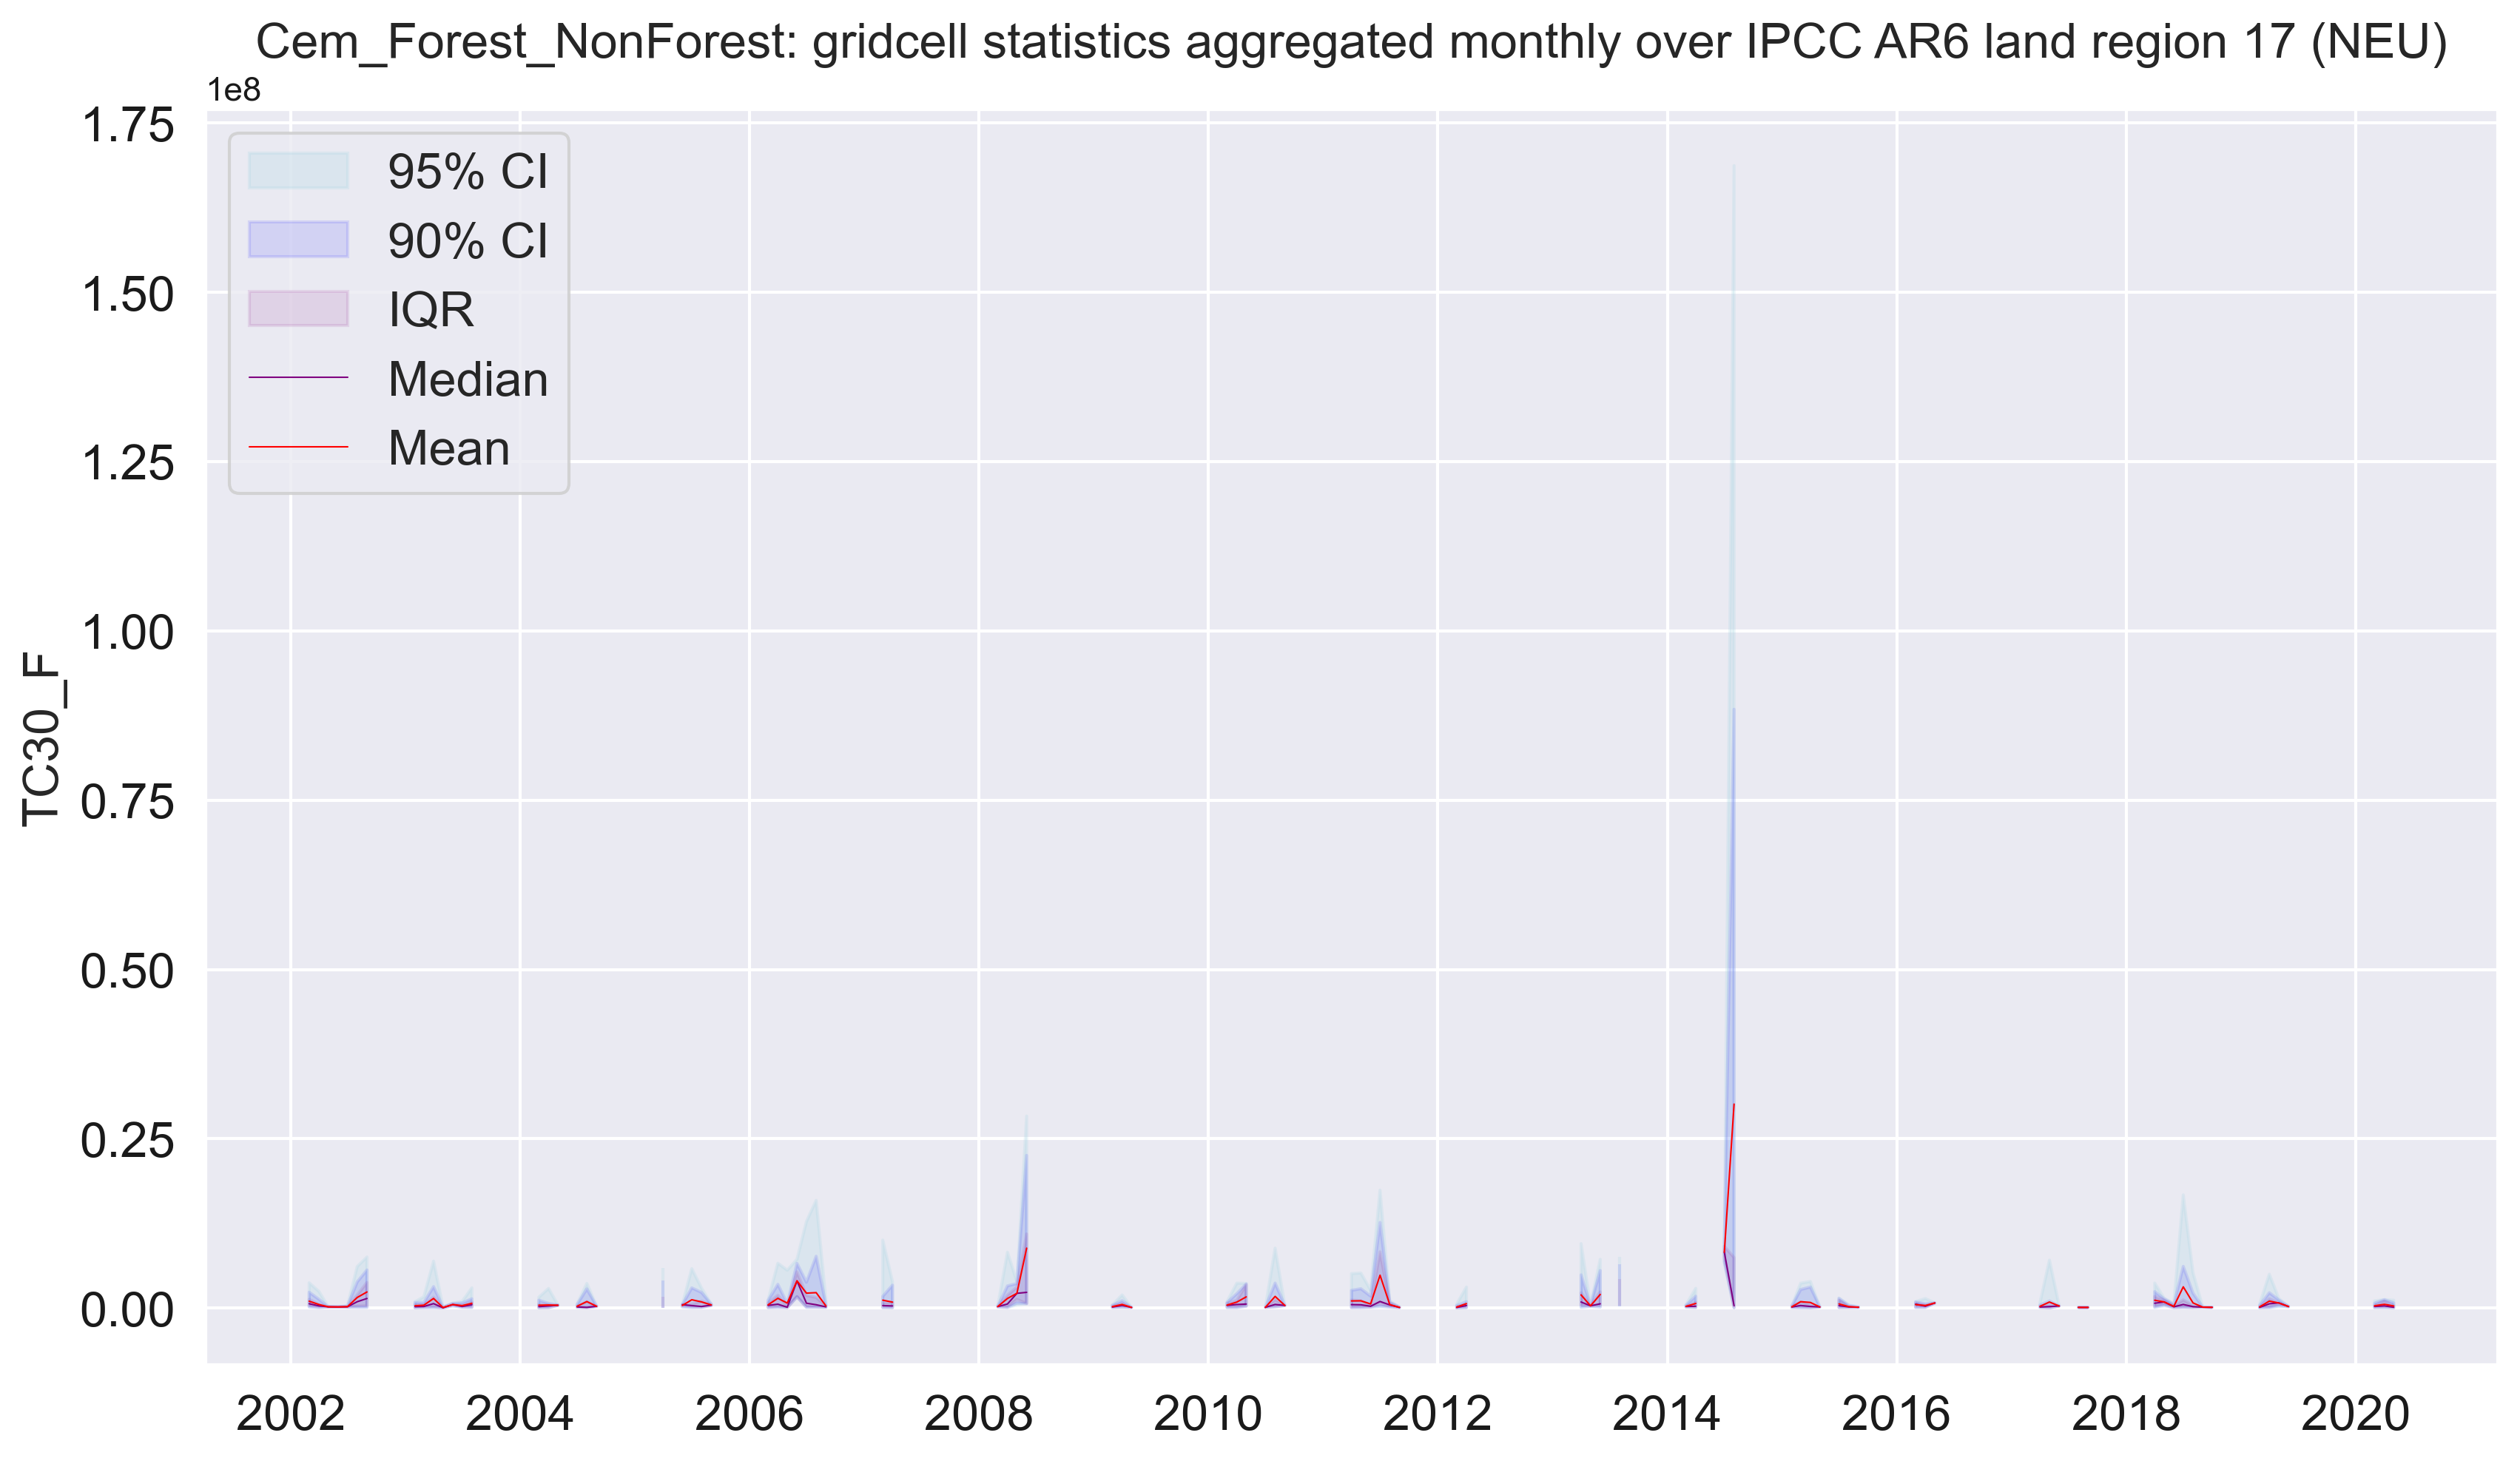 Cem_Forest_NonForest: gridcell statistics aggregated monthly over IPCC AR6 land region 17 (NEU)
1e8
1.75
1.50
1.25
1.00
0.75
0.50
0.25
0.00
TC30_F
95% CI
90% CI
IQR
Median
Mean
2002 2004 2006 2008 2010 2012 2014 2016 2018 2020